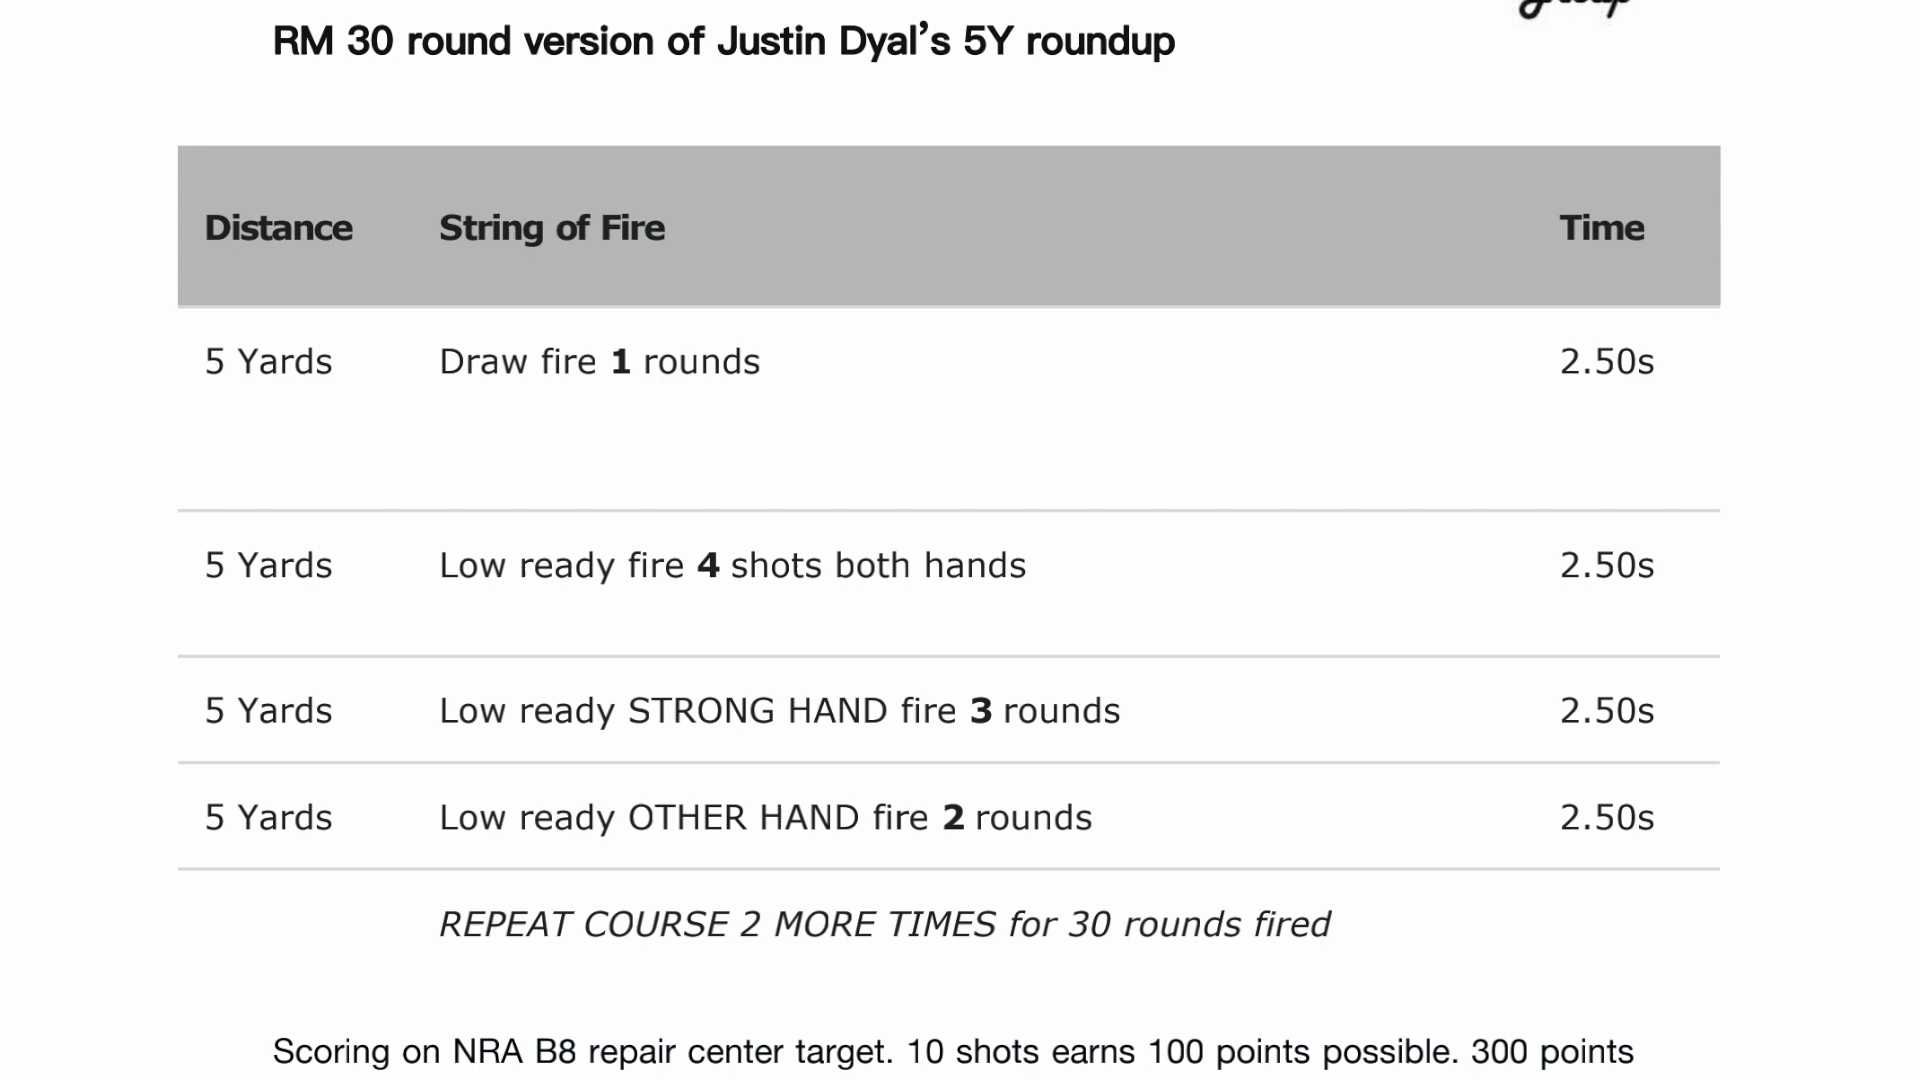 RM 30 round version of Justin Dyal’s 5Y roundup
Distance String of Fire Time
5 Yards Draw fire 1 rounds 2.50s
5 Yards Low ready fire 4 shots both hands 2.50s
5 Yards Low ready STRONG HAND fire 3 rounds 2.50s
5 Yards Low ready OTHER HAND fire 2 rounds 2.50s
REPEAT COURSE 2 MORE TIMES for 30 rounds fired
Scoring on NRA B8 repair center target. 10 shots earns 100 points possible. 300 points